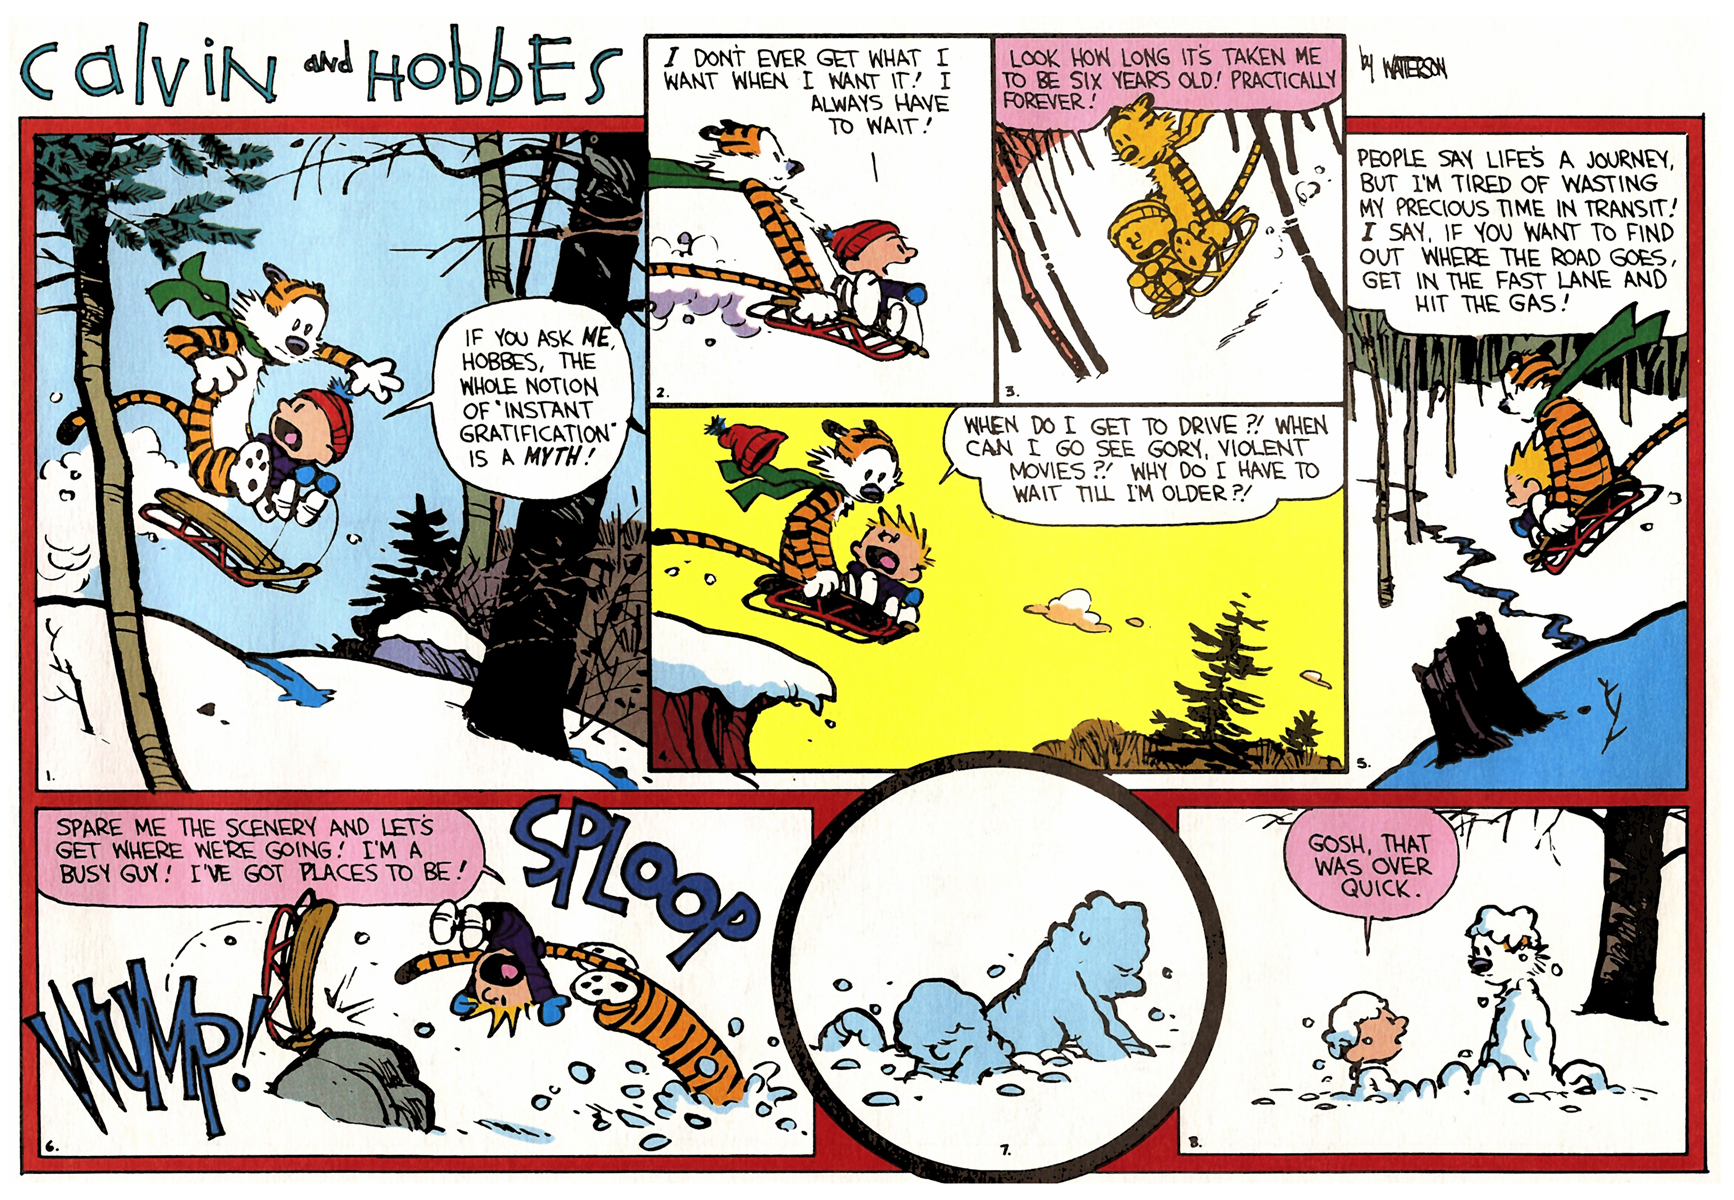 Calvin and Hobbes
by Watterson
IF YOU ASK ME,
HOBBES, THE
WHOLE NOTION
OF "INSTANT
GRATIFICATION"
IS A MYTH!
1.
I DON'T EVER GET WHAT I
WANT WHEN I WANT IT! I
ALWAYS HAVE
TO WAIT!
2.
LOOK HOW LONG IT'S TAKEN ME
TO BE SIX YEARS OLD! PRACTICALLY
FOREVER!
3.
WHEN DO I GET TO DRIVE?! WHEN
CAN I GO SEE GORY, VIOLENT
MOVIES?! WHY DO I HAVE TO
WAIT TILL I'M OLDER?!
PEOPLE SAY LIFE'S A JOURNEY,
BUT I'M TIRED OF WASTING
MY PRECIOUS TIME IN TRANSIT!
I SAY, IF YOU WANT TO FIND
OUT WHERE THE ROAD GOES,
GET IN THE FAST LANE AND
HIT THE GAS!
5.
SPARE ME THE SCENERY AND LET'S
GET WHERE WE'RE GOING! I'M A
BUSY GUY! I'VE GOT PLACES TO BE!
WUMP!
SPLOOP
6.
7.
GOSH, THAT
WAS OVER
QUICK.
8.